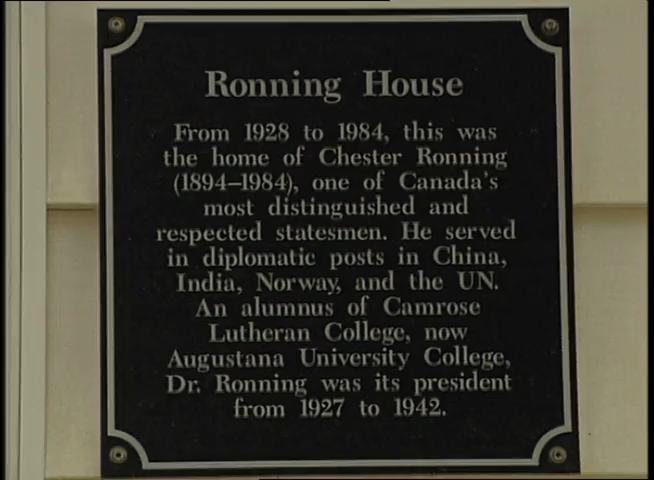 Ronning House
From 1928 to 1984, this was
the home of Chester Ronning
(1894–1984), one of Canada's
most distinguished and
respected statesmen. He served
in diplomatic posts in China,
India, Norway, and the UN.
An alumnus of Camrose
Lutheran College, now
Augustana University College,
Dr. Ronning was its president
from 1927 to 1942.